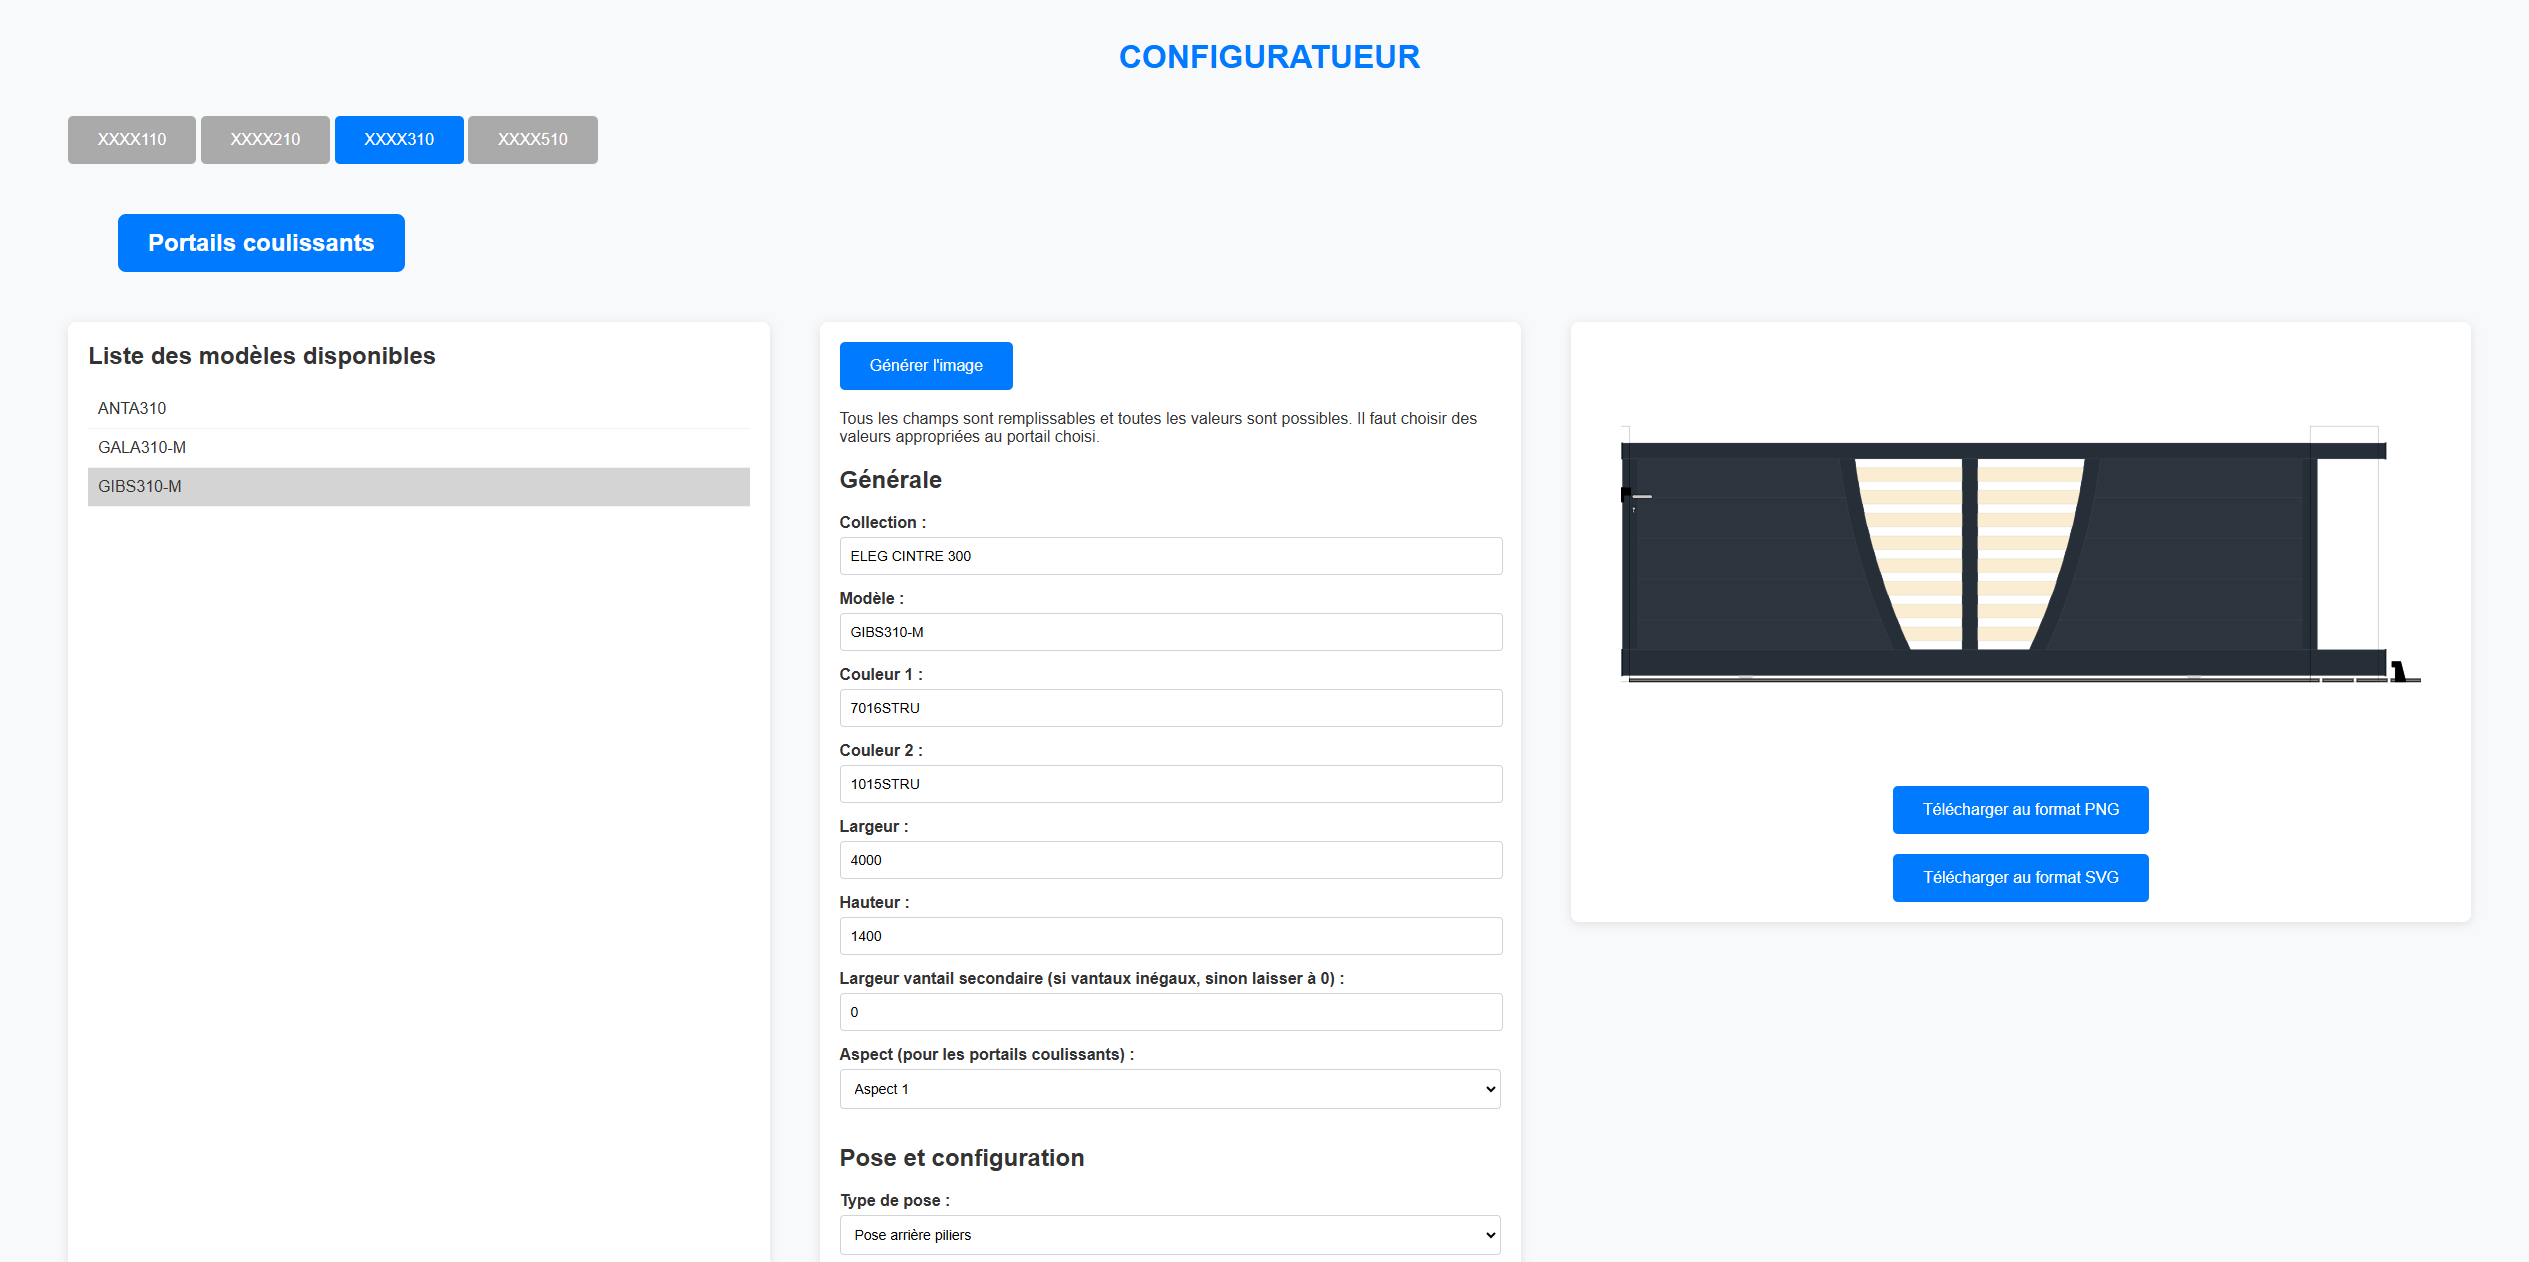 CONFIGURATUEUR
XXXX110
XXXX210
XXXX310
XXXX510
Portails coulissants
Liste des modèles disponibles
ANTA310
GALA310-M
GIBS310-M
Générer l'image
Tous les champs sont remplissables et toutes les valeurs sont possibles. Il faut choisir des
valeurs appropriées au portail choisi.
Générale
Collection :
ELEG CINTRE 300
Modèle :
GIBS310-M
Couleur 1 :
7016STRU
Couleur 2 :
1015STRU
Largeur :
4000
Hauteur :
1400
Largeur vantail secondaire (si vantaux inégaux, sinon laisser à 0) :
0
Aspect (pour les portails coulissants) :
Aspect 1
Pose et configuration
Type de pose :
Pose arrière piliers
Télécharger au format PNG
Télécharger au format SVG